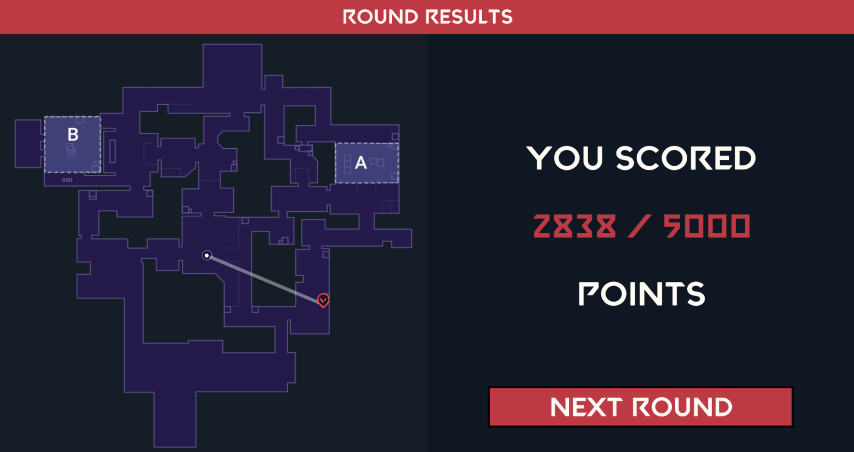 ROUND RESULTS
B
A
YOU SCORED
2838 / 5000
POINTS
NEXT ROUND